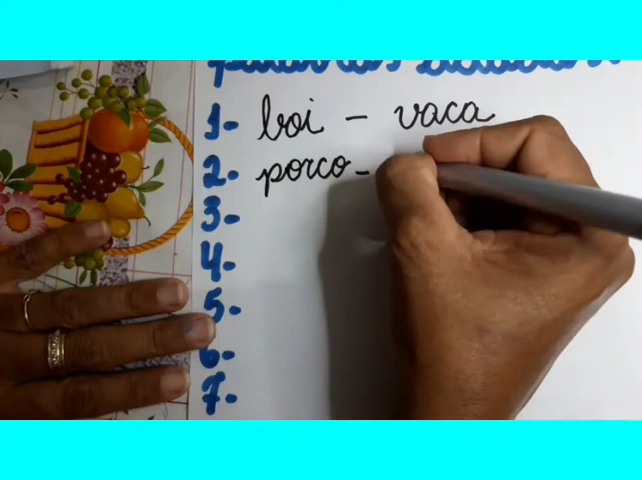 1- boi - vaca
2- porco-
3-
4-
5-
6-
7-